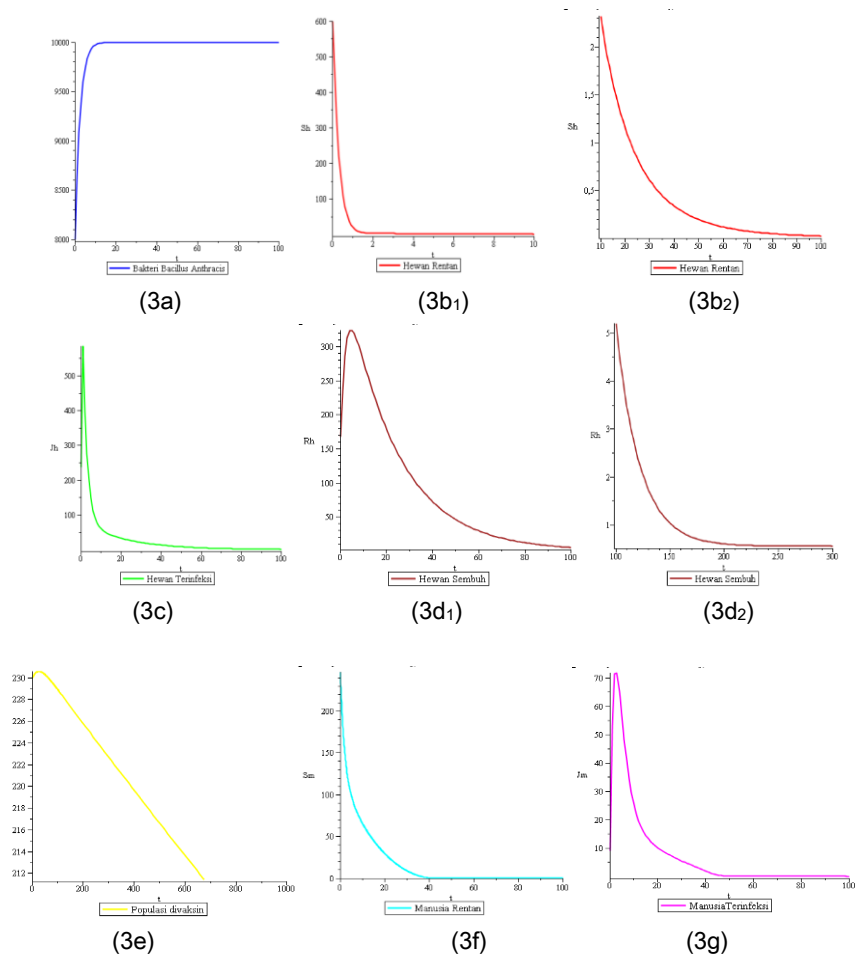 10000
9500
9000
8500
8000
0 20 40 60 80 100
t
Bakteri Bacillus Anthracis
(3a)
600
500
400
300
200
100
Sh
0 2 4 6 8 10
t
Hewan Rentan
(3b1)
2
1,5
1
0,5
Sh
10 20 30 40 50 60 70 80 90 100
t
Hewan Rentan
(3b2)
500
400
300
200
100
Jh
0 20 40 60 80 100
t
Hewan Terinfeksi
(3c)
300
250
200
150
100
50
Rh
0 20 40 60 80 100
t
Hewan Sembuh
(3d1)
5
4
3
2
1
Rh
100 150 200 250 300
t
Hewan Sembuh
(3d2)
230
228
226
224
222
220
218
216
214
212
0 200 400 600 800 1000
t
Populasi divaksin
(3e)
200
150
100
50
0
Sm
0 20 40 60 80 100
t
Manusia Rentan
(3f)
70
60
50
40
30
20
10
Jm
0 20 40 60 80 100
t
ManusiaTerinfeksi
(3g)